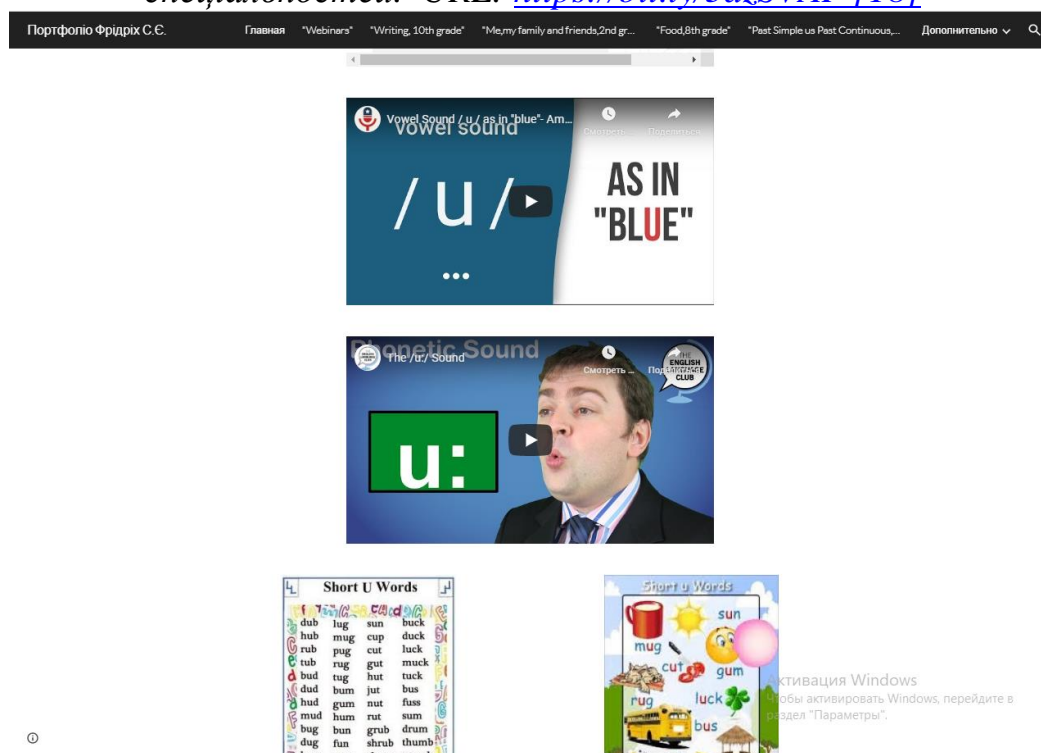 URL:
Портфоліо Фрідріх С.Є.
Главная "Webinars" "Writing, 10th grade" "Me,my family and friends,2nd gr... "Food,8th grade" "Past Simple us Past Continuous,... Дополнительно
Vowel Sound / u / as in "blue"- Am...
vowel sound
Смотреть... Поделиться
/ u /
AS IN
"BLUE"
Phonetic Sound
The /u:/ Sound
Смотреть ...
THE
ENGLISH
LANGUAGE
CLUB
u:
Short U Words
dub lug sun buck
hub mug cup duck
rub pug cut luck
tub rug gut muck
bud tug hut tuck
dud bum jut bus
hud gum nut fuss
mud hum rut sum
bug bun grub drum
dug fun shrub thumb
Short u Words
sun
mug
cut
gum
rug
luck
bus
Активация Windows
Чтобы активировать Windows, перейдите в
раздел "Параметры".